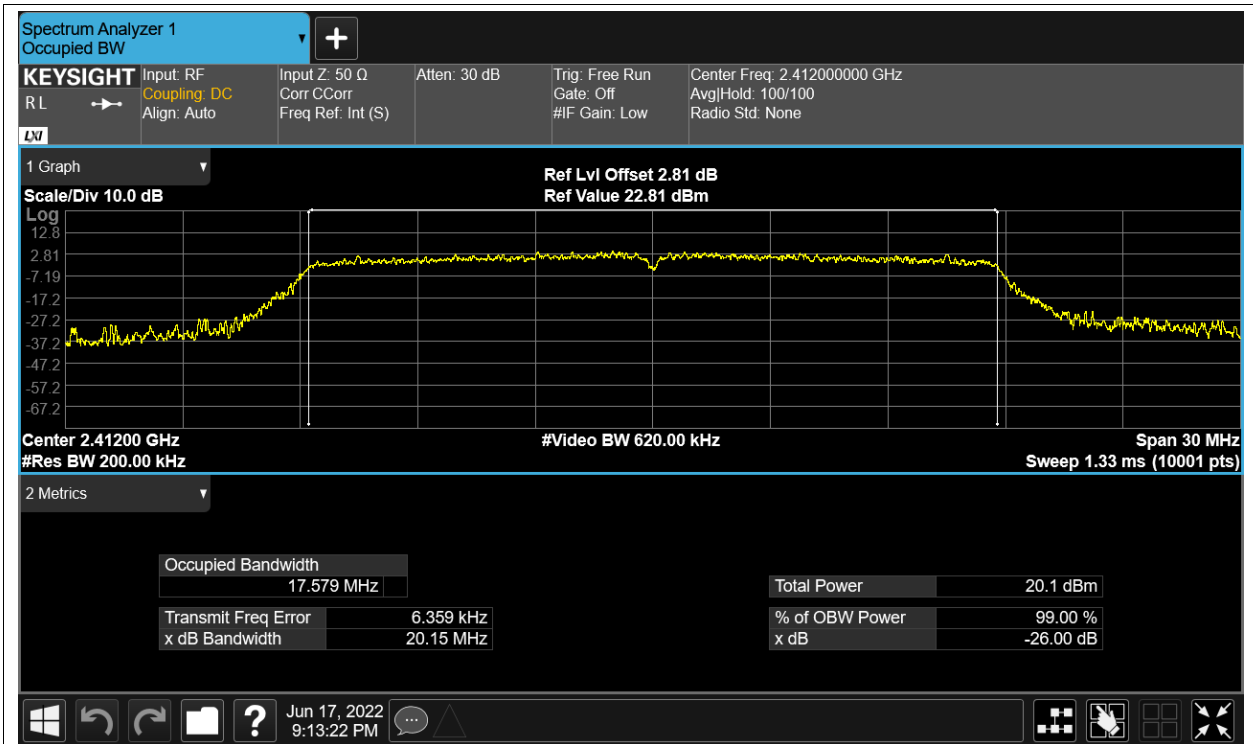 Spectrum Analyzer 1
Occupied BW
KEYSIGHT
R L
LXI
Input: RF
Coupling: DC
Align: Auto
Input Z: 50 Ω
Corr CCorr
Freq Ref: Int (S)
Atten: 30 dB
Trig: Free Run
Gate: Off
#IF Gain: Low
Center Freq: 2.412000000 GHz
Avg|Hold: 100/100
Radio Std: None
1 Graph
Scale/Div 10.0 dB
Ref Lvl Offset 2.81 dB
Ref Value 22.81 dBm
Log
12.8
2.81
-7.19
-17.2
-27.2
-37.2
-47.2
-57.2
-67.2
Center 2.41200 GHz
#Video BW 620.00 kHz
Span 30 MHz
#Res BW 200.00 kHz
Sweep 1.33 ms (10001 pts)
2 Metrics
Occupied Bandwidth
17.579 MHz
Total Power 20.1 dBm
Transmit Freq Error 6.359 kHz
% of OBW Power 99.00 %
x dB Bandwidth 20.15 MHz
x dB -26.00 dB
?
Jun 17, 2022
9:13:22 PM